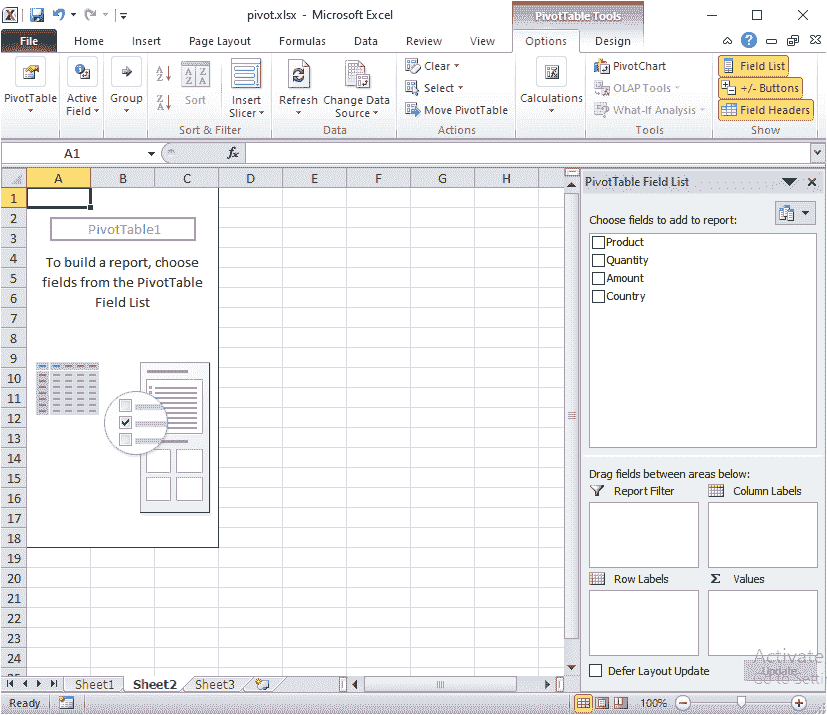 pivot.xlsx - Microsoft Excel
PivotTable Tools
File Home Insert Page Layout Formulas Data Review View Options Design
PivotTable
Active Field
Group
Sort
Insert Slicer
Sort & Filter
Refresh
Change Data Source
Data
Clear
Select
Move PivotTable
Actions
Calculations
PivotChart
OLAP Tools
What-If Analysis
Tools
Field List
+/- Buttons
Field Headers
Show
A1
fx
A B C D E F G H
1
2
3
4
5
6
7
8
9
10
11
12
13
14
15
16
17
18
19
20
21
22
23
24
PivotTable1
To build a report, choose
fields from the PivotTable
Field List
PivotTable Field List
Choose fields to add to report:
Product
Quantity
Amount
Country
Drag fields between areas below:
Report Filter
Column Labels
Row Labels
Σ Values
Defer Layout Update
Update
Activate
Go to Setti
Sheet1 Sheet2 Sheet3
Ready
100%